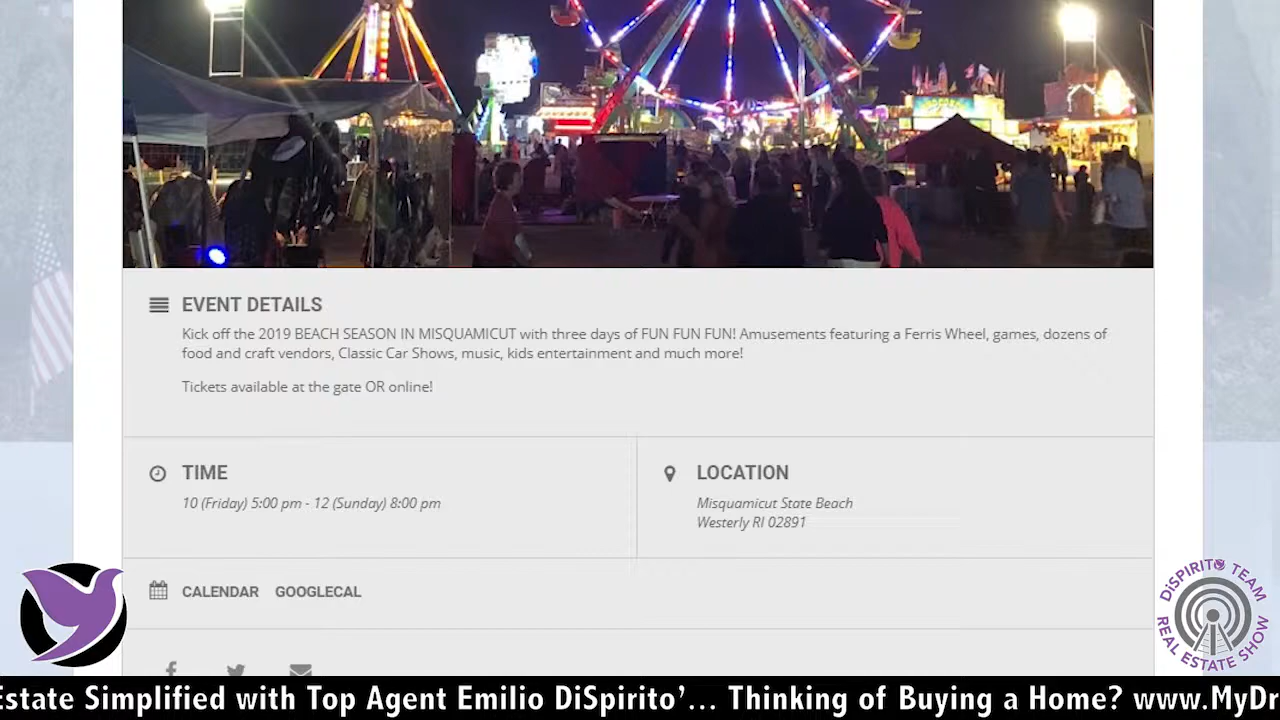 EVENT DETAILS
Kick off the 2019 BEACH SEASON IN MISQUAMICUT with three days of FUN FUN FUN! Amusements featuring a Ferris Wheel, games, dozens of
food and craft vendors, Classic Car Shows, music, kids entertainment and much more!
Tickets available at the gate OR online!
TIME
10 (Friday) 5:00 pm - 12 (Sunday) 8:00 pm
LOCATION
Misquamicut State Beach
Westerly RI 02891
CALENDAR GOOGLECAL
DiSPIRITO TEAM
REAL ESTATE SHOW
Estate Simplified with Top Agent Emilio DiSpirito’... Thinking of Buying a Home? www.MyDr